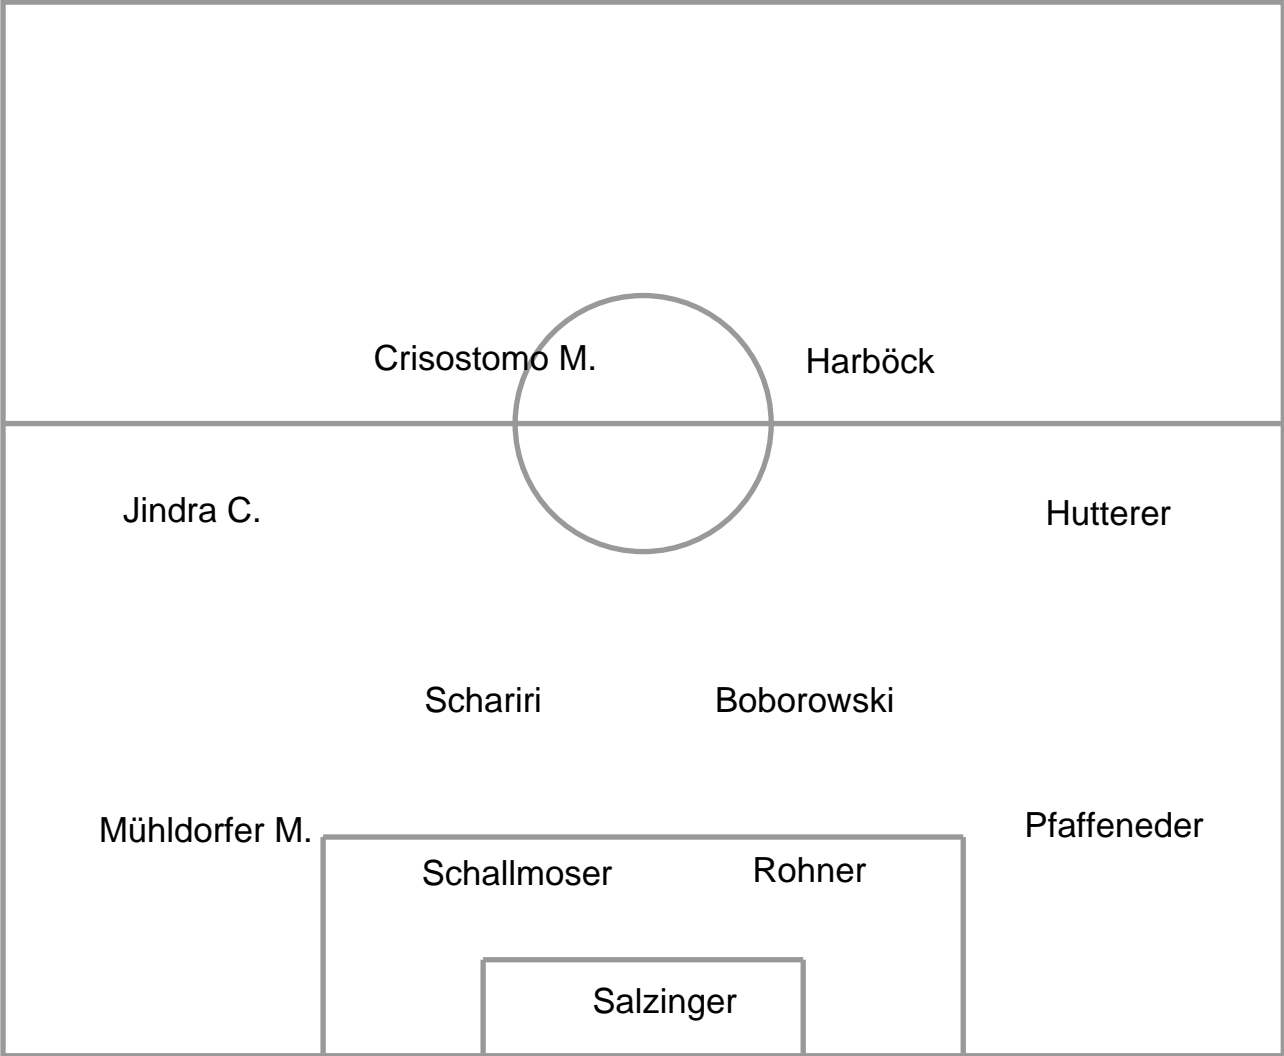 Crisostomo M.
Harböck
Jindra C.
Hutterer
Schariri
Boborowski
Mühldorfer M.
Pfaffeneder
Schallmoser
Rohner
Salzinger